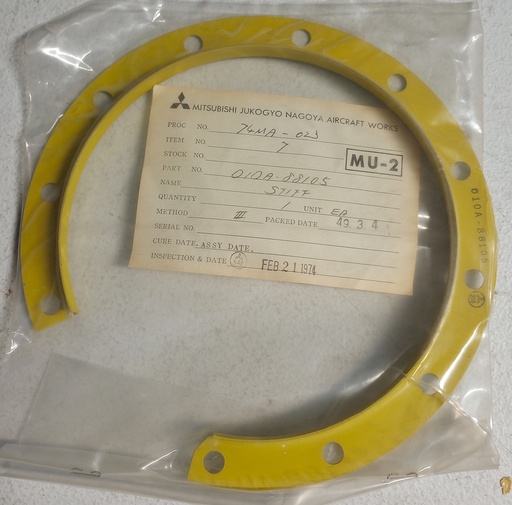 MITSUBISHI JUKOGYO NAGOYA AIRCRAFT WORKS
PROC NO. 74MA-023
ITEM NO. 7
STOCK NO. MU-2
PART NO. 010A-88105
NAME STIFF
QUANTITY 1 UNIT EA
METHOD III PACKED DATE 49.3.4
SERIAL NO.
CURE DATE. ASSY DATE.
INSPECTION & DATE FEB 21 1974
010A-88105